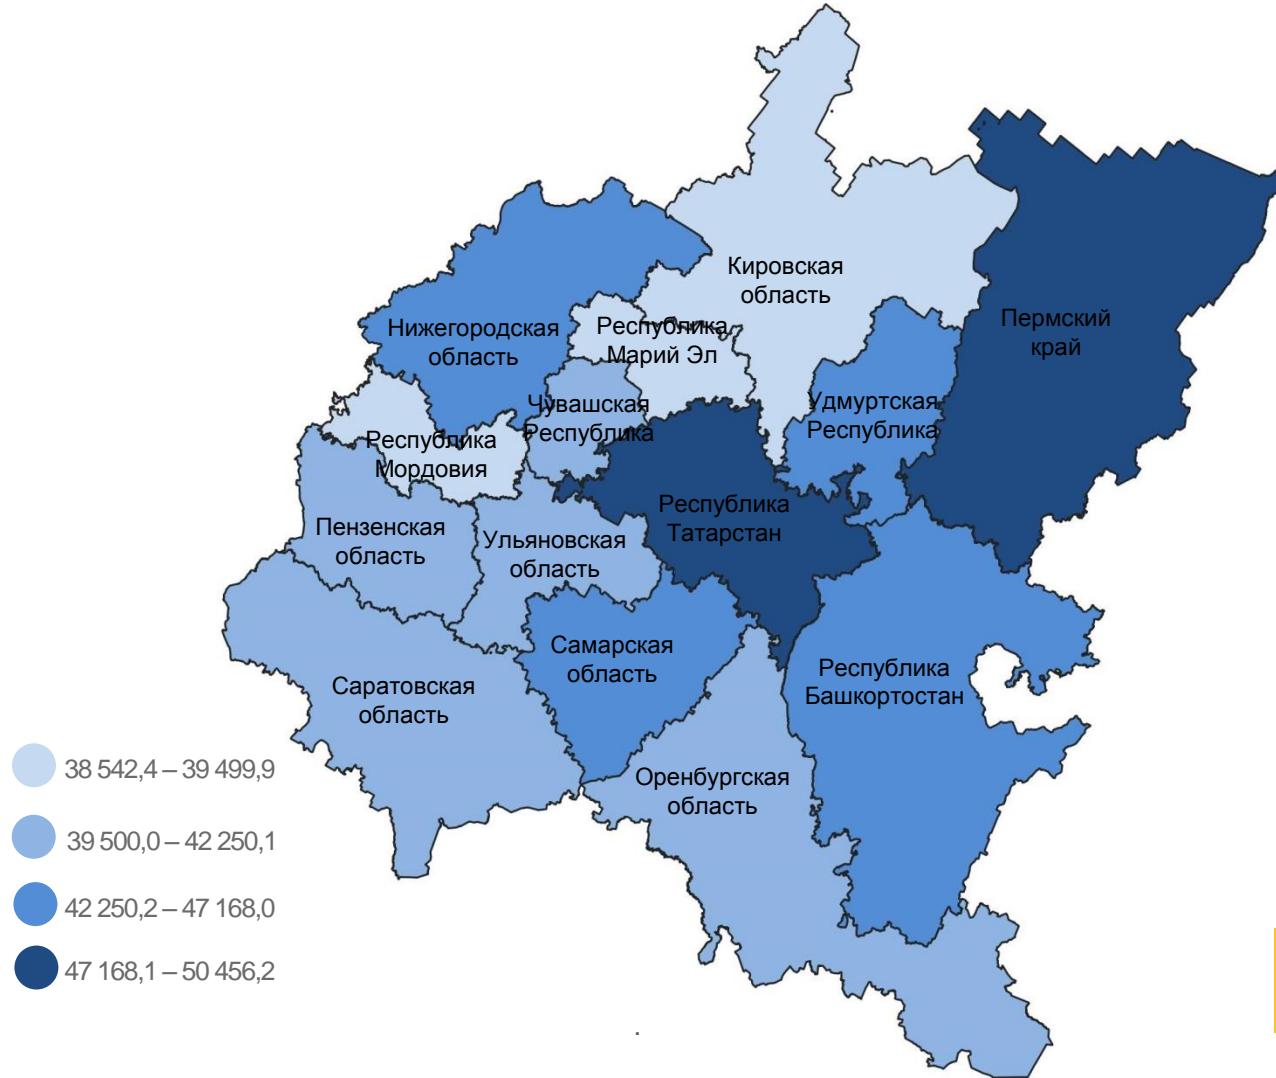 Кировская
область
Пермский
край
Нижегородская
область
Республика
Марий Эл
Чувашская
Республика
Удмуртская
Республика
Республика
Мордовия
Республика
Татарстан
Пензенская
область
Ульяновская
область
Самарская
область
Республика
Башкортостан
Саратовская
область
Оренбургская
область
38 542,4 – 39 499,9
39 500,0 – 42 250,1
42 250,2 – 47 168,0
47 168,1 – 50 456,2
.